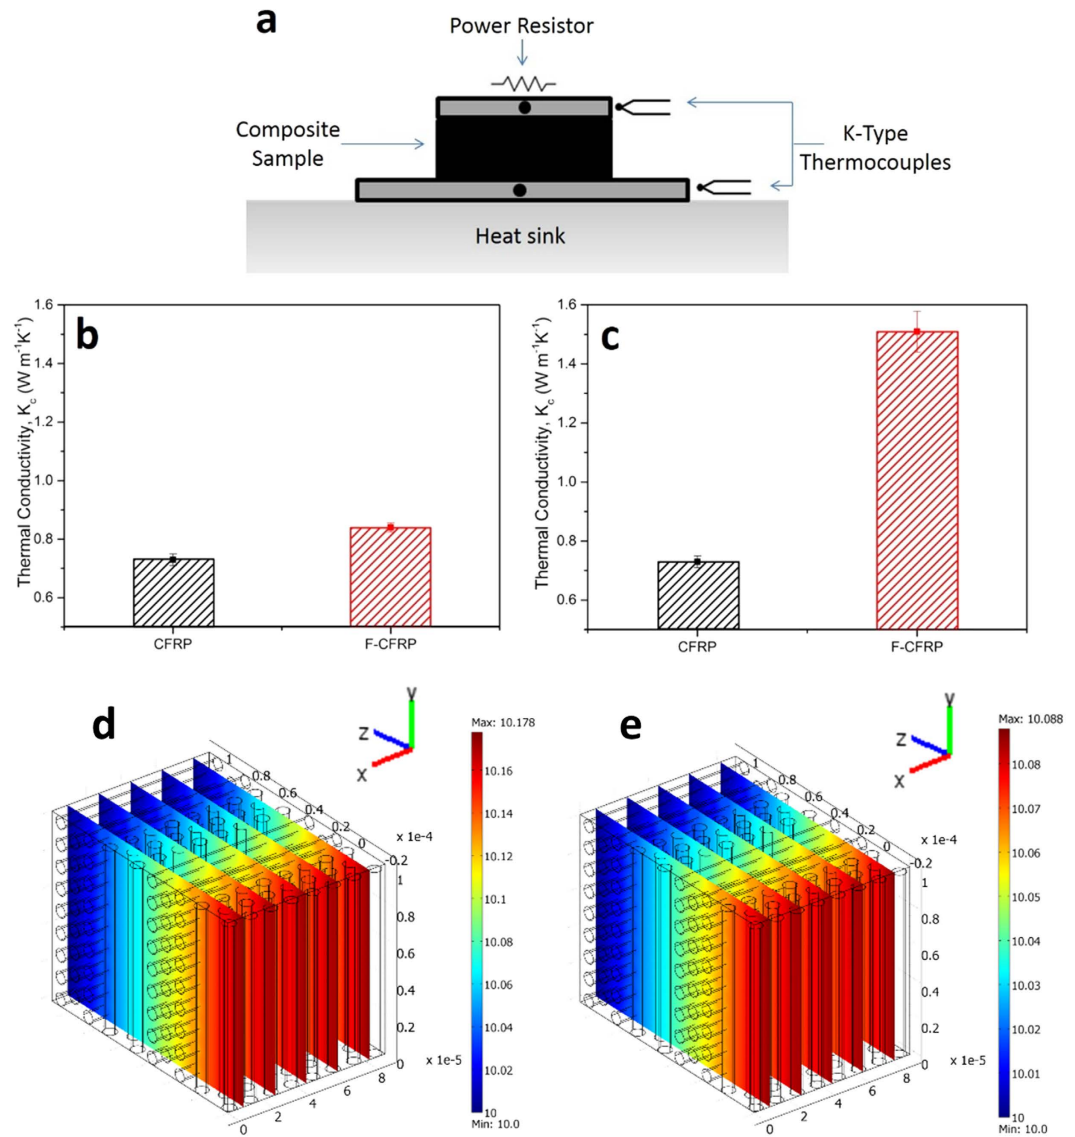 a
Power Resistor
Composite
Sample
K-Type
Thermocouples
Heat sink
b
Thermal Conductivity, Kc (W m-1K-1)
1.6
1.4
1.2
1.0
0.8
0.6
CFRP
F-CFRP
c
Thermal Conductivity, Kc (W m-1K-1)
1.6
1.4
1.2
1.0
0.8
0.6
CFRP
F-CFRP
d
y
z
x
Max: 10.178
10.16
10.14
10.12
10.1
10.08
10.06
10.04
10.02
10
Min: 10.0
1
0.8
0.6
0.4
0.2
0
-0.2
x 1e-4
1
0.8
0.6
0.4
0.2
0
x 1e-5
8
6
4
2
0
e
y
z
x
Max: 10.088
10.08
10.07
10.06
10.05
10.04
10.03
10.02
10.01
10
Min: 10.0
1
0.8
0.6
0.4
0.2
0
-0.2
x 1e-4
1
0.8
0.6
0.4
0.2
0
x 1e-5
8
6
4
2
0